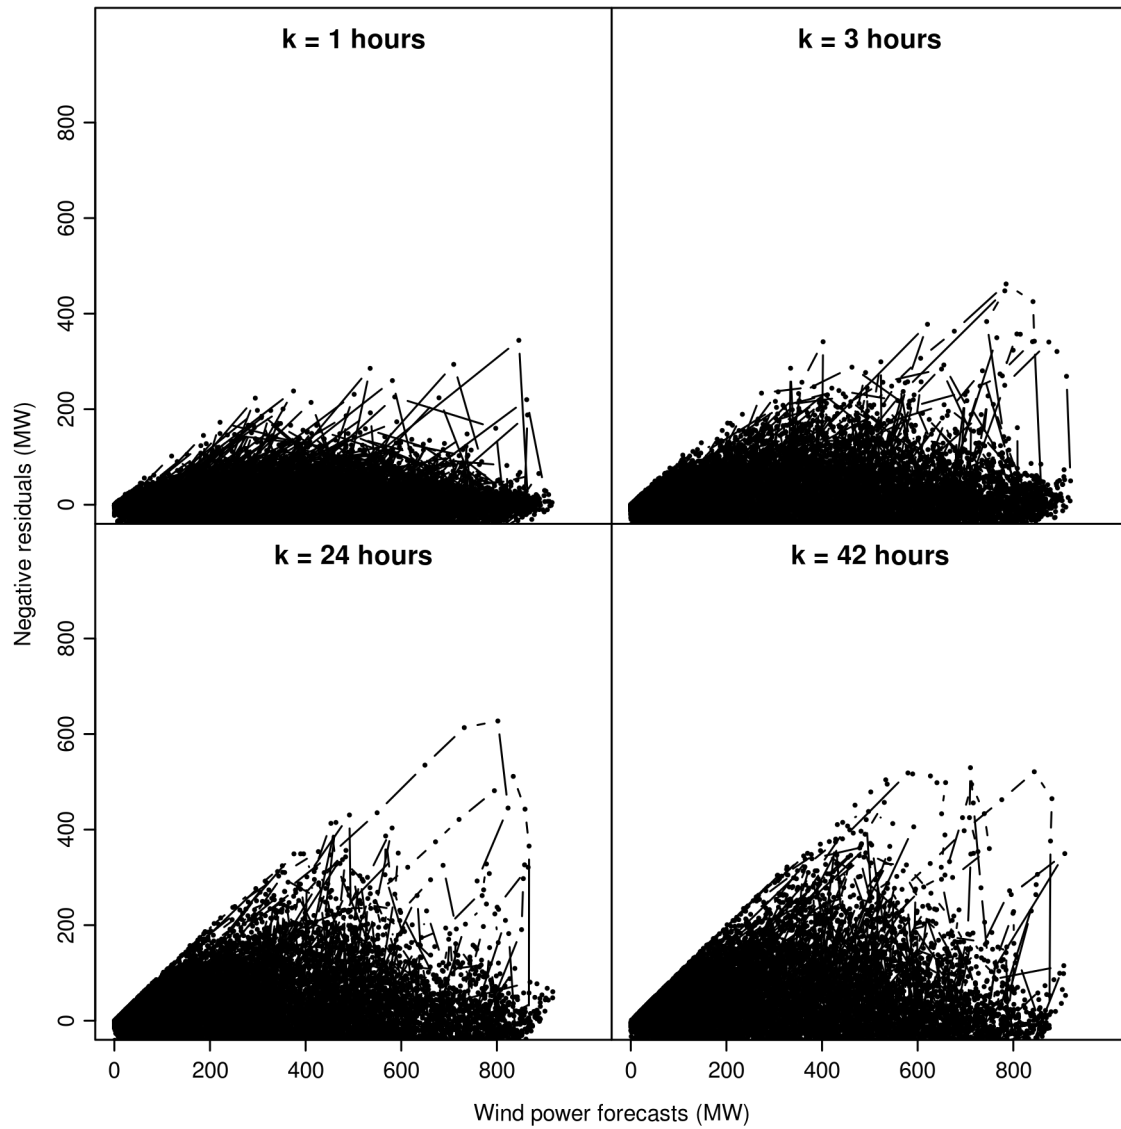 k = 1 hours
k = 3 hours
800
600
400
200
0
k = 24 hours
k = 42 hours
800
600
400
200
0
Negative residuals (MW)
0 200 400 600 800
0 200 400 600 800
Wind power forecasts (MW)